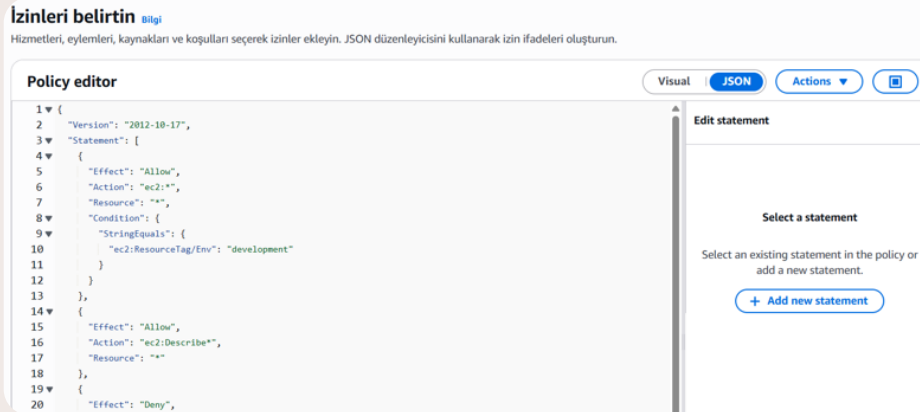 İzinleri belirtin Bilgi
Hizmetleri, eylemleri, kaynakları ve koşulları seçerek izinler ekleyin. JSON düzenleyicisini kullanarak izin ifadeleri oluşturun.
Policy editor
Visual JSON Actions ▼
1 ▼ {
2 "Version": "2012-10-17",
3 ▼ "Statement": [
4 ▼ {
5 "Effect": "Allow",
6 "Action": "ec2:*",
7 "Resource": "*",
8 ▼ "Condition": {
9 ▼ "StringEquals": {
10 "ec2:ResourceTag/Env": "development"
11 }
12 }
13 },
14 ▼ {
15 "Effect": "Allow",
16 "Action": "ec2:Describe*",
17 "Resource": "*"
18 },
19 ▼ {
20 "Effect": "Deny",
Edit statement
Select a statement
Select an existing statement in the policy or
add a new statement.
+ Add new statement